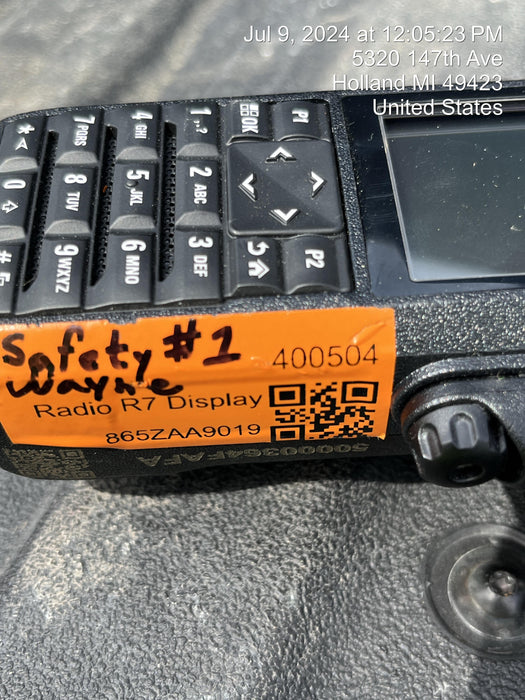 Jul 9, 2024 at 12:05:23 PM
5320 147th Ave
Holland MI 49423
United States
1 .,?
2 ABC
3 DEF
4 GHI
5 JKL
6 MNO
7 PQRS
8 TUV
9 WXYZ
*
0
#
OK
P1
P2
Safety #1
Wayne
400504
Radio R7 Display
865ZAA9019
50000364FAFA